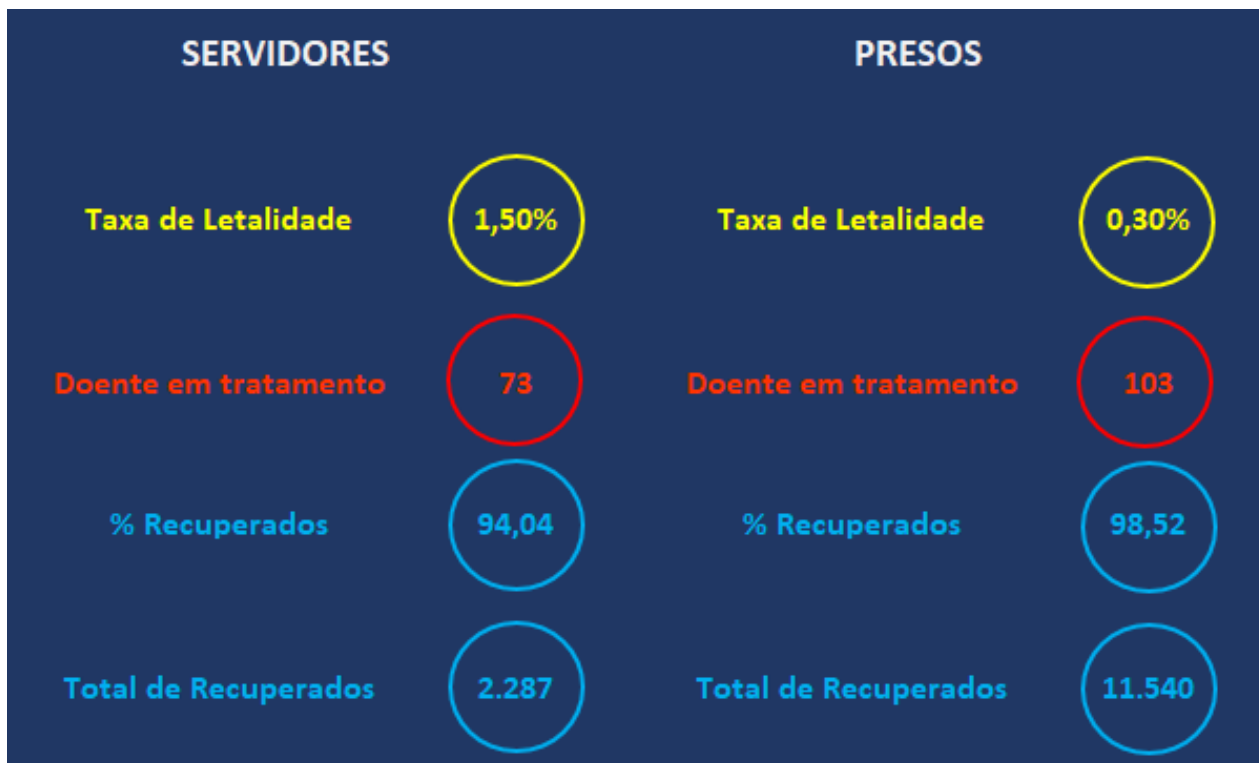 SERVIDORES PRESOS
Taxa de Letalidade 1,50% Taxa de Letalidade 0,30%
Doente em tratamento 73 Doente em tratamento 103
% Recuperados 94,04 % Recuperados 98,52
Total de Recuperados 2.287 Total de Recuperados 11.540